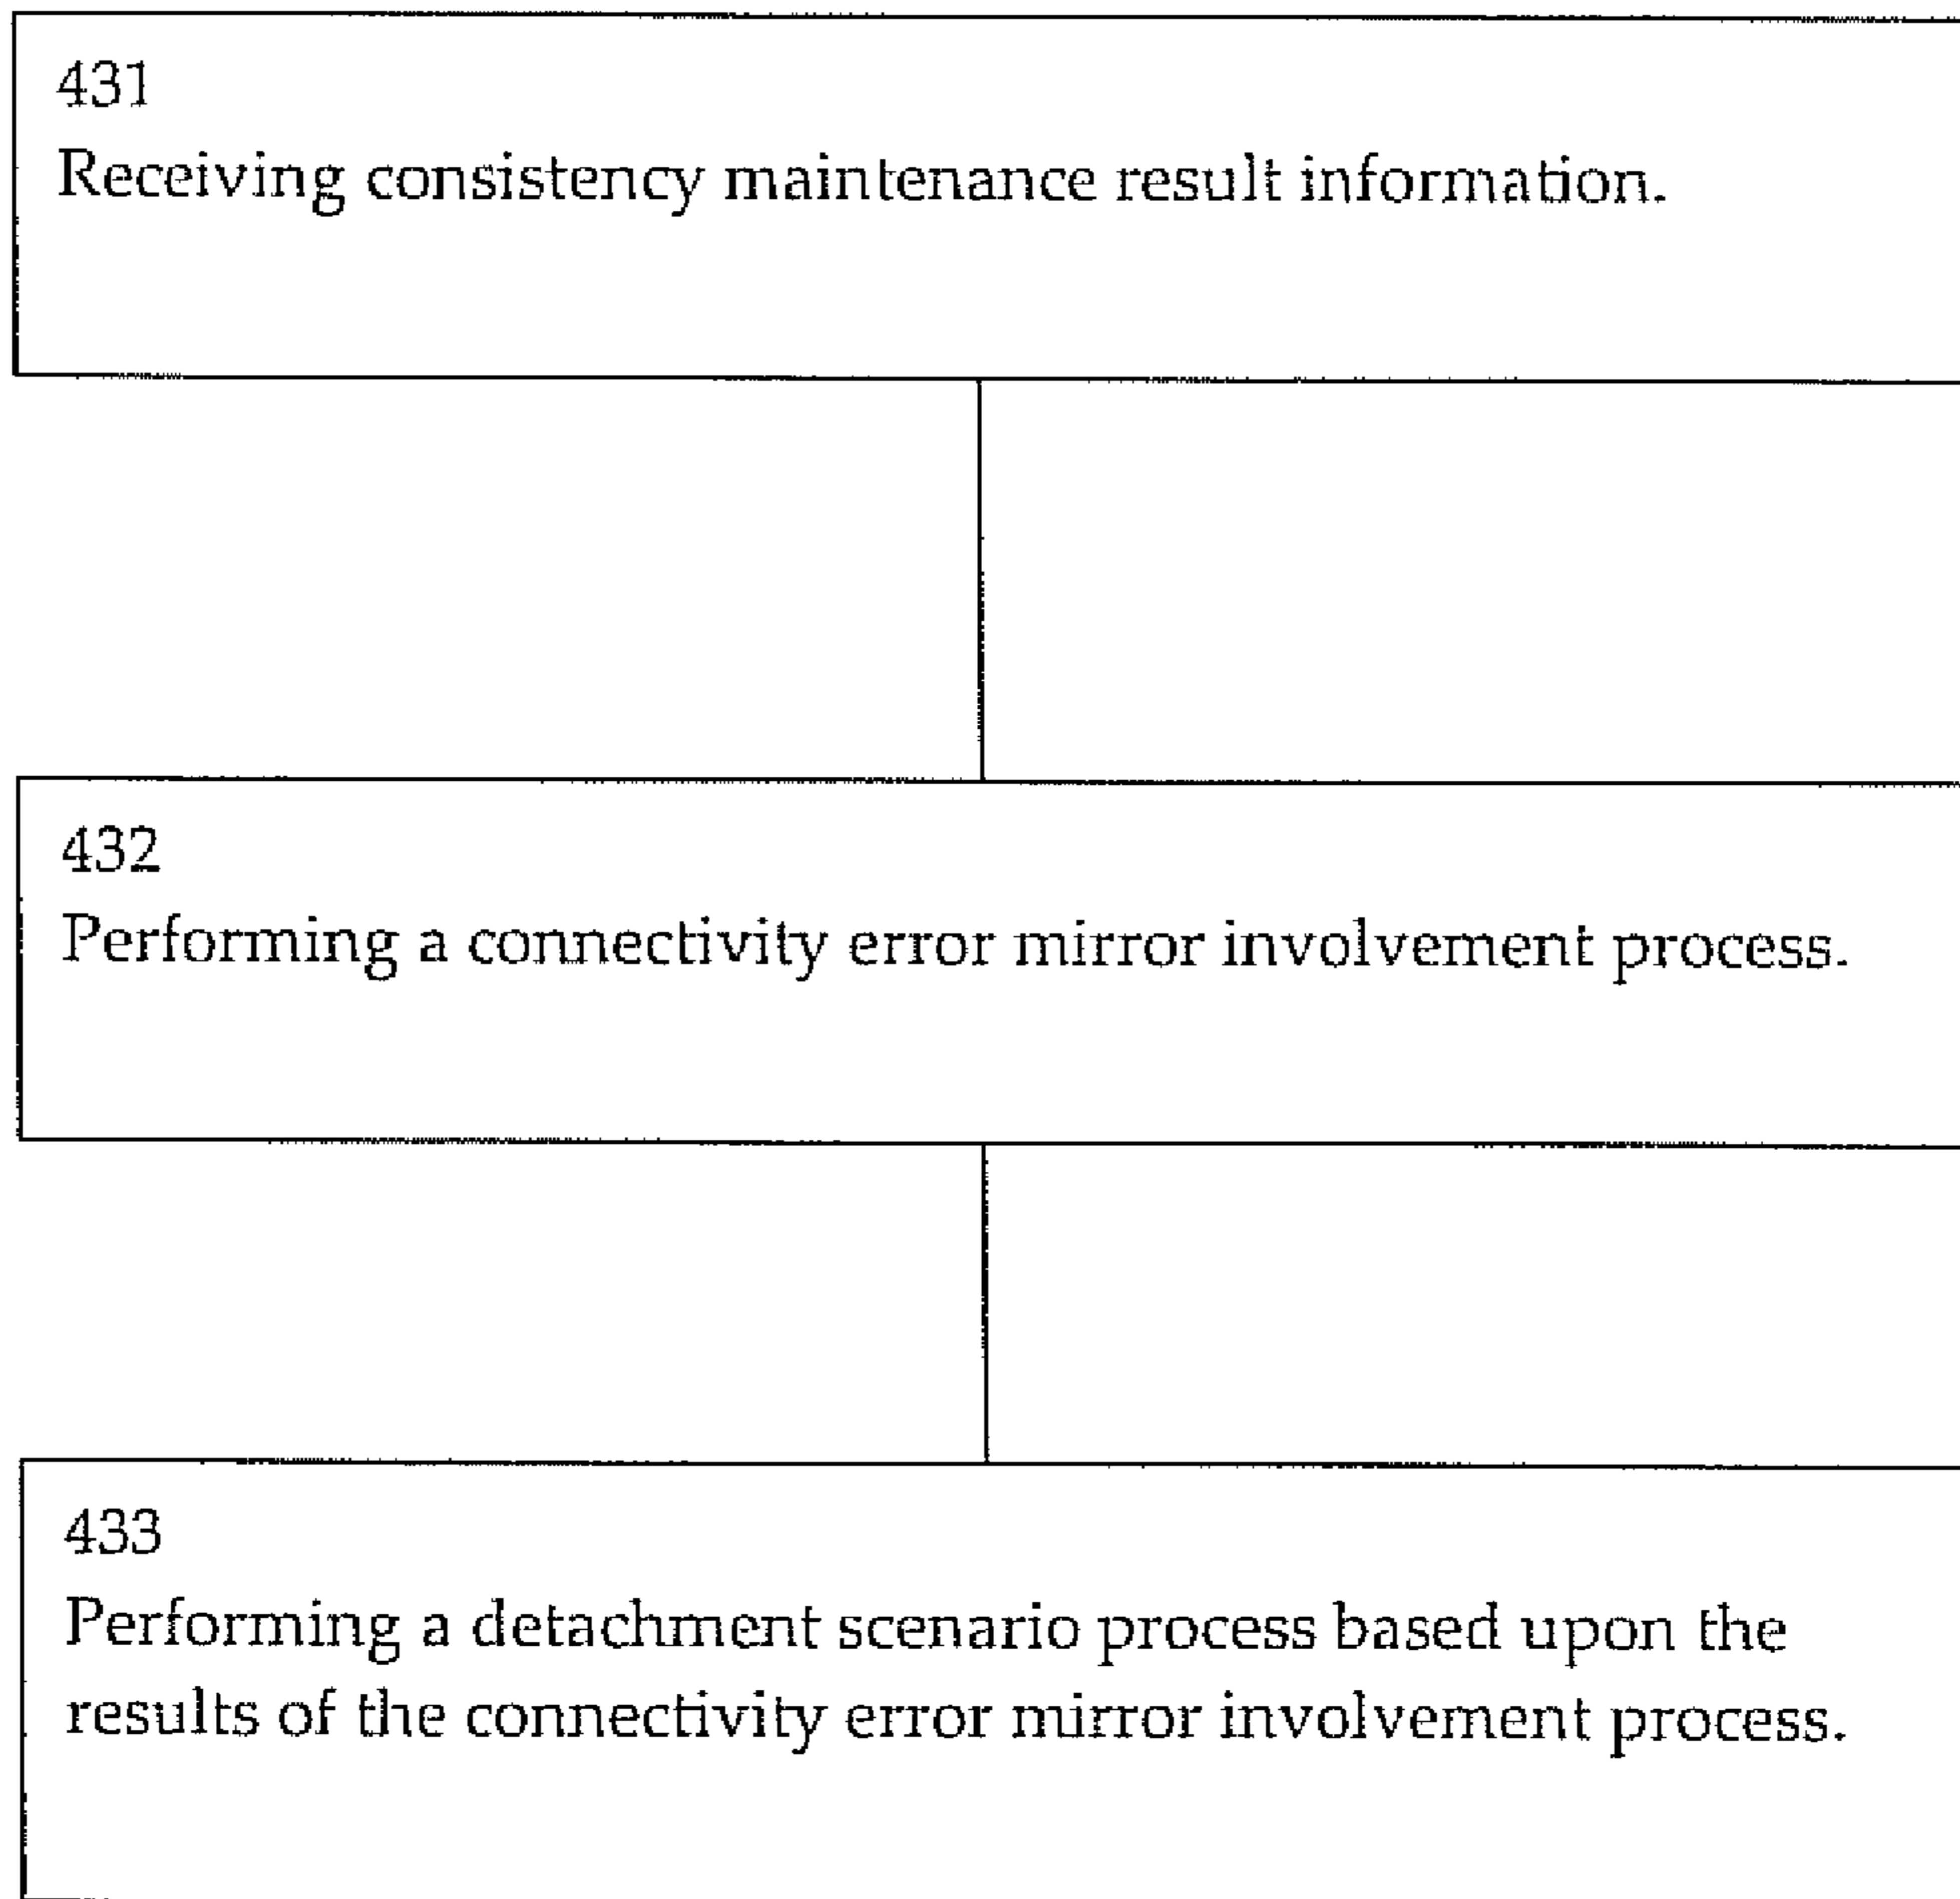 431
Receiving consistency maintenance result information.
432
Performing a connectivity error mirror involvement process.
433
Performing a detachment scenario process based upon the
results of the connectivity error mirror involvement process.